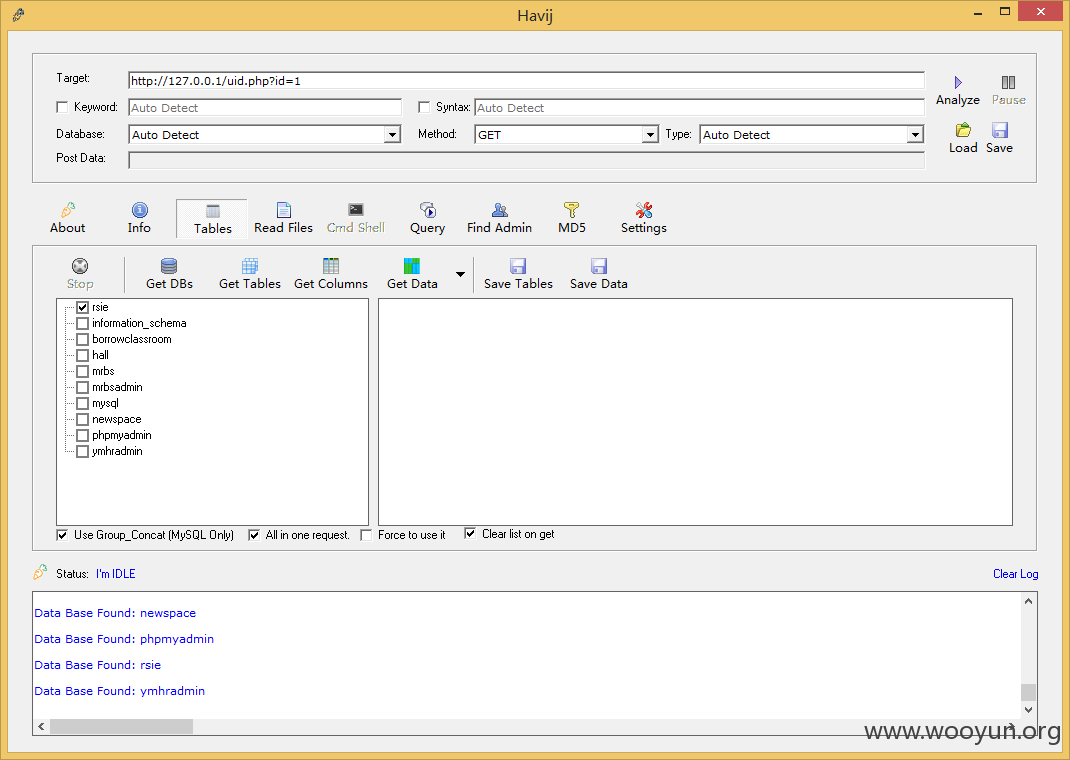 Havij
Target: http://127.0.0.1/uid.php?id=1
Keyword: Auto Detect Syntax: Auto Detect
Analyze Pause
Database: Auto Detect Method: GET Type: Auto Detect
Post Data:
Load Save
About Info Tables Read Files Cmd Shell Query Find Admin MD5 Settings
Stop Get DBs Get Tables Get Columns Get Data Save Tables Save Data
rsie
information_schema
borrowclassroom
hall
mrbs
mrbsadmin
mysql
newspace
phpmyadmin
ymhradmin
Use Group_Concat (MySQL Only) All in one request. Force to use it Clear list on get
Status: I'm IDLE Clear Log
Data Base Found: newspace
Data Base Found: phpmyadmin
Data Base Found: rsie
Data Base Found: ymhradmin
www.wooyun.org